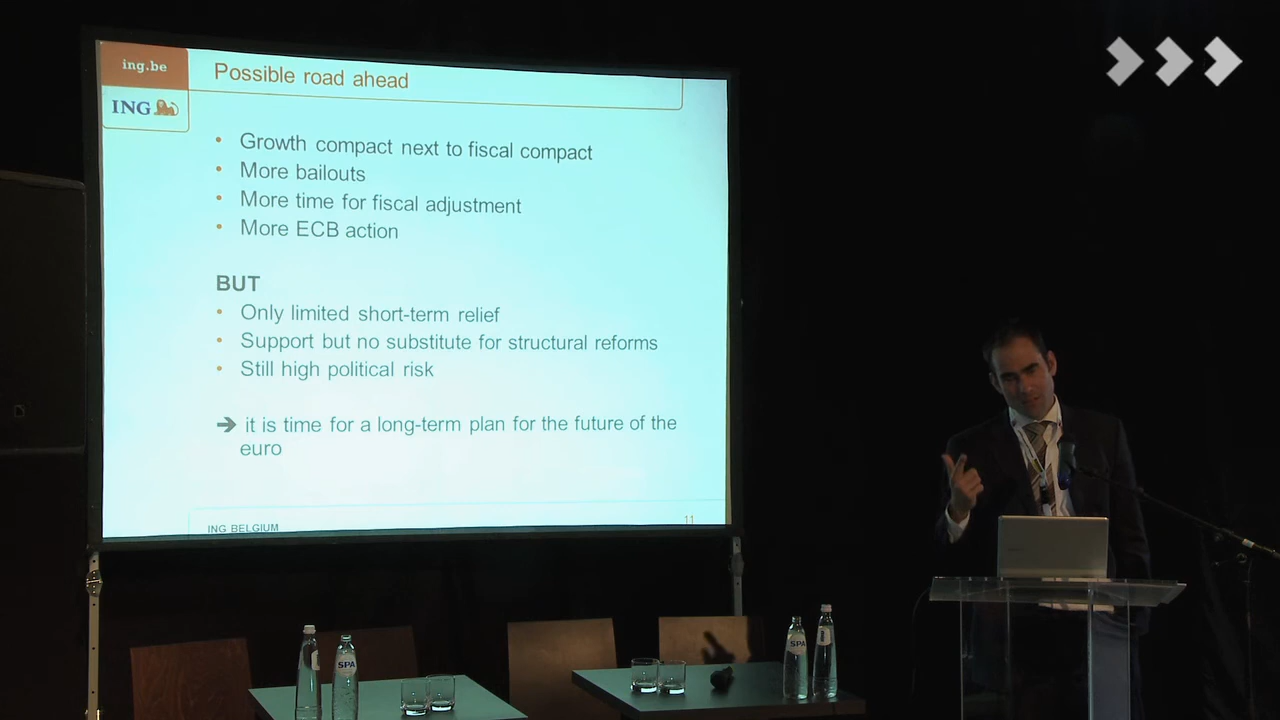 ing.be
ING
Possible road ahead
• Growth compact next to fiscal compact
• More bailouts
• More time for fiscal adjustment
• More ECB action
BUT
• Only limited short-term relief
• Support but no substitute for structural reforms
• Still high political risk
➔ it is time for a long-term plan for the future of the
euro
ING BELGIUM
11
SPA
SPA